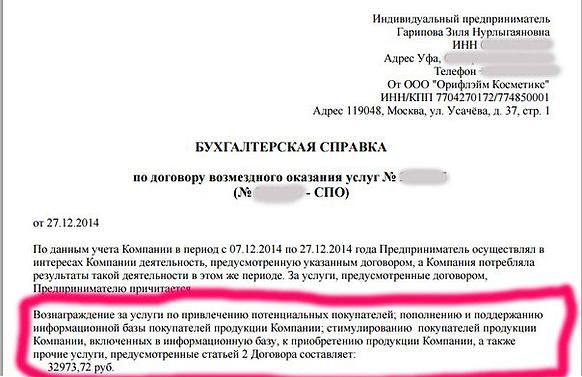 Индивидуальный предприниматель
Гарипова Зиля Нурлыгаяновна
ИНН
Адрес Уфа,
Телефон
От ООО "Орифлэйм Косметикс"
ИНН/КПП 7704270172/774850001
Адрес 119048, Москва, ул. Усачёва, д. 37, стр. 1
БУХГАЛТЕРСКАЯ СПРАВКА
по договору возмездного оказания услуг №
(№ - СПО)
от 27.12.2014
По данным учета Компании в период с 07.12.2014 по 27.12.2014 года Предприниматель осуществлял в
интересах Компании деятельность, предусмотренную указанным договором, а Компания потребляла
результаты такой деятельности в этом же периоде. За услуги, предусмотренные договором,
Предпринимателю причитается
Вознаграждение за услуги по привлечению потенциальных покупателей; пополнению и поддержанию
информационной базы покупателей продукции Компании; стимулированию покупателей продукции
Компании, включенных в информационную базу, к приобретению продукции Компании, а также
прочие услуги, предусмотренные статьей 2 Договора составляет:
32973,72 руб.